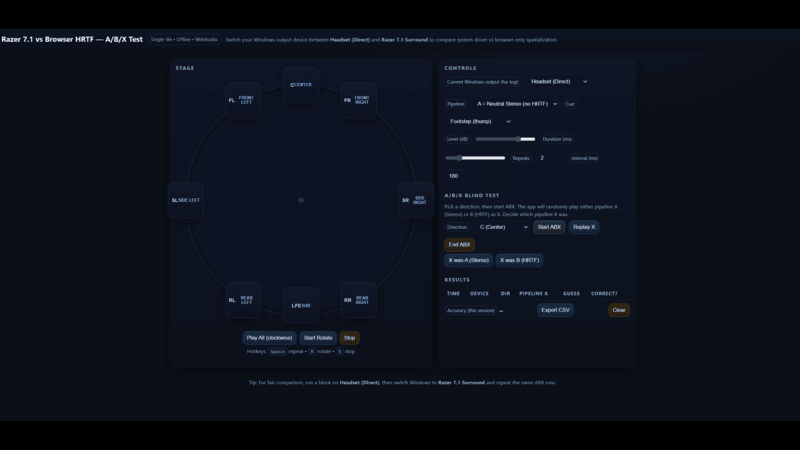 Razer 7.1 vs Browser HRTF — A/B/X Test
Single-file • Offline • WebAudio
Switch your Windows output device between Headset (Direct) and Razer 7.1 Surround to compare system driver vs browser-only spatialization.
STAGE
C CENTER
FL FRONT LEFT
FR FRONT RIGHT
SL SIDE LEFT
SR SIDE RIGHT
RL REAR LEFT
LFE SUB
RR REAR RIGHT
Play All (clockwise) Start Rotate Stop
Hotkeys: Space repeat • R rotate • S stop
CONTROLS
Current Windows output (for log): Headset (Direct)
Pipeline: A • Neutral Stereo (no HRTF) Cue:
Footstep (thump)
Level (dB) Duration (ms)
Repeats 2 Interval (ms)
180
A/B/X BLIND TEST
Pick a direction, then start ABX. The app will randomly play either pipeline A
(Stereo) or B (HRTF) as X. Decide which pipeline X was.
Direction: C (Center) Start ABX Replay X
End ABX
X was A (Stereo) X was B (HRTF)
RESULTS
TIME DEVICE DIR PIPELINE X GUESS CORRECT?
Accuracy (this session) – Export CSV Clear
Tip: For fair comparison, run a block on Headset (Direct), then switch Windows to Razer 7.1 Surround and repeat the same ABX runs.